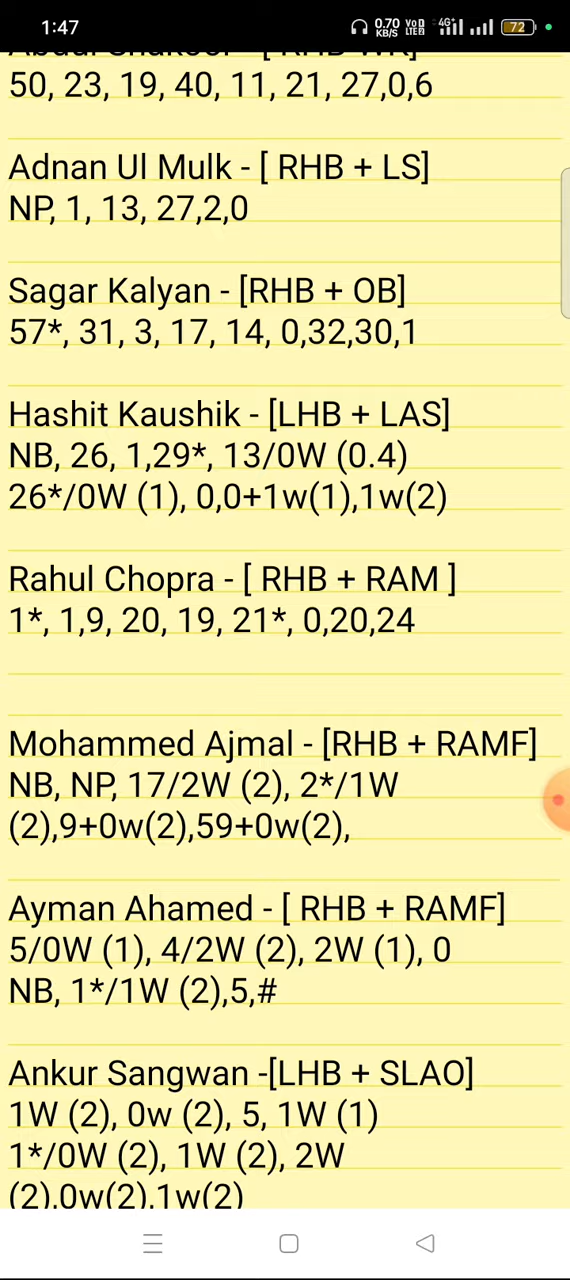 1:47 0.70 KB/S VoD LTE2 4G+ 72
50, 23, 19, 40, 11, 21, 27,0,6
Adnan Ul Mulk - [ RHB + LS]
NP, 1, 13, 27,2,0
Sagar Kalyan - [RHB + OB]
57*, 31, 3, 17, 14, 0,32,30,1
Hashit Kaushik - [LHB + LAS]
NB, 26, 1,29*, 13/0W (0.4)
26*/0W (1), 0,0+1w(1),1w(2)
Rahul Chopra - [ RHB + RAM ]
1*, 1,9, 20, 19, 21*, 0,20,24
Mohammed Ajmal - [RHB + RAMF]
NB, NP, 17/2W (2), 2*/1W
(2),9+0w(2),59+0w(2),
Ayman Ahamed - [ RHB + RAMF]
5/0W (1), 4/2W (2), 2W (1), 0
NB, 1*/1W (2),5,#
Ankur Sangwan -[LHB + SLAO]
1W (2), 0w (2), 5, 1W (1)
1*/0W (2), 1W (2), 2W
(2),0w(2),1w(2)